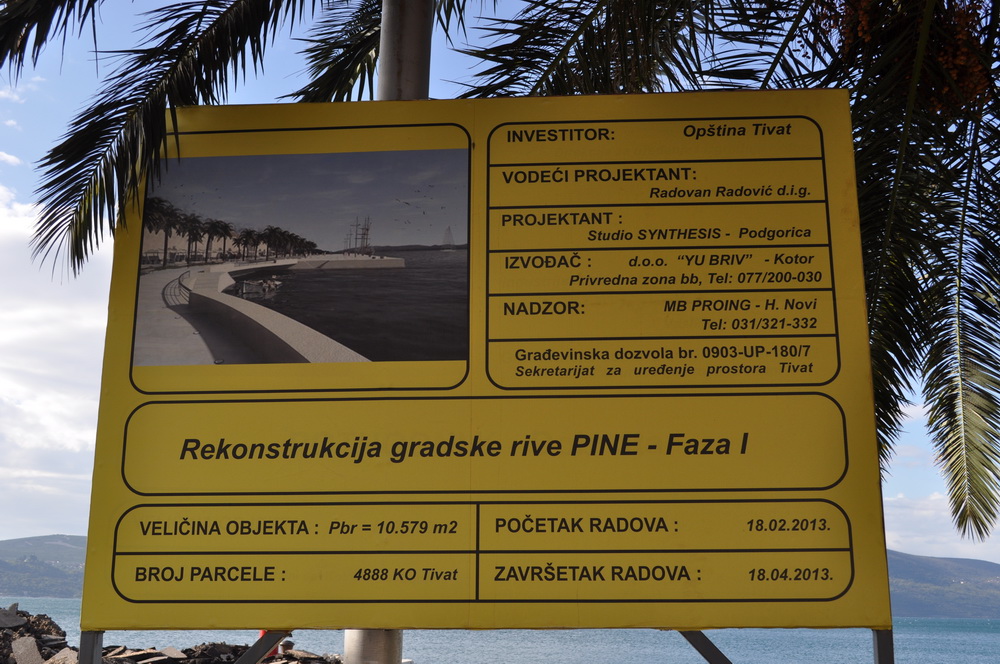 INVESTITOR: Opština Tivat
VODEĆI PROJEKTANT:
Radovan Radović d.i.g.
PROJEKTANT :
Studio SYNTHESIS - Podgorica
IZVOĐAČ : d.o.o. “YU BRIV” - Kotor
Privredna zona bb, Tel: 077/200-030
NADZOR: MB PROING - H. Novi
Tel: 031/321-332
Građevinska dozvola br. 0903-UP-180/7
Sekretarijat za uređenje prostora Tivat
Rekonstrukcija gradske rive PINE - Faza I
VELIČINA OBJEKTA : Pbr = 10.579 m2
BROJ PARCELE : 4888 KO Tivat
POČETAK RADOVA : 18.02.2013.
ZAVRŠETAK RADOVA : 18.04.2013.